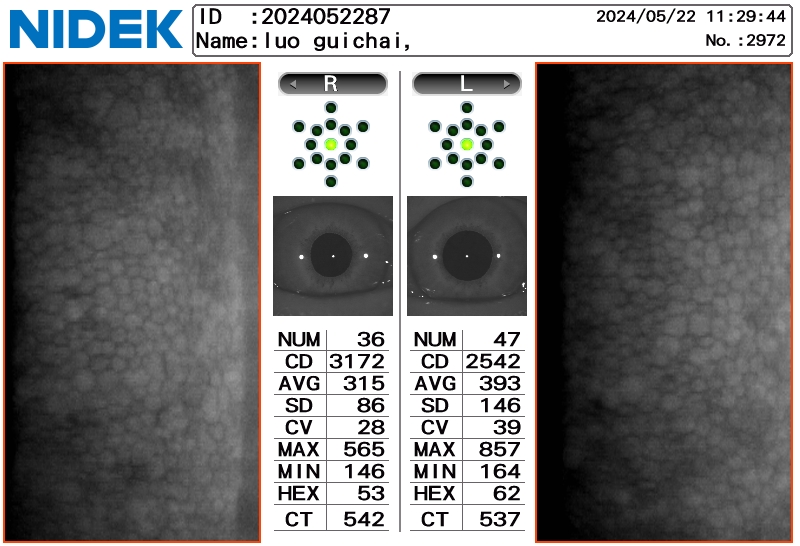 NIDEK
ID :2024052287
2024/05/22 11:29:44
Name:luo guichai,
No. :2972
R
L
NUM 36
CD 3172
AVG 315
SD 86
CV 28
MAX 565
MIN 146
HEX 53
CT 542
NUM 47
CD 2542
AVG 393
SD 146
CV 39
MAX 857
MIN 164
HEX 62
CT 537